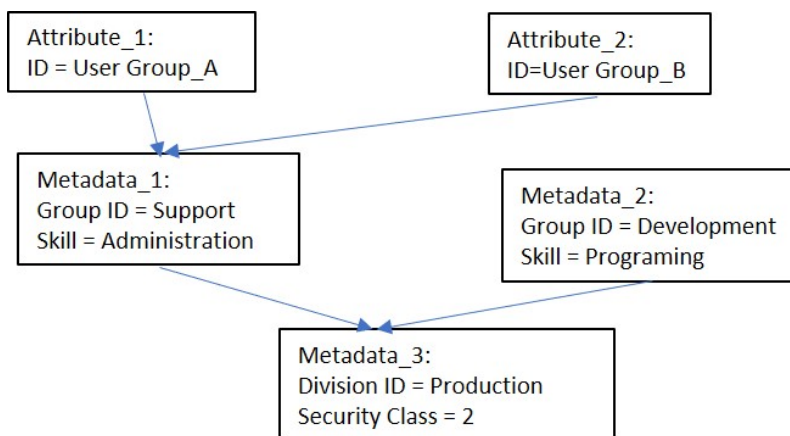 Attribute_1:
ID = User Group_A
Attribute_2:
ID=User Group_B
Metadata_1:
Group ID = Support
Skill = Administration
Metadata_2:
Group ID = Development
Skill = Programing
Metadata_3:
Division ID = Production
Security Class = 2